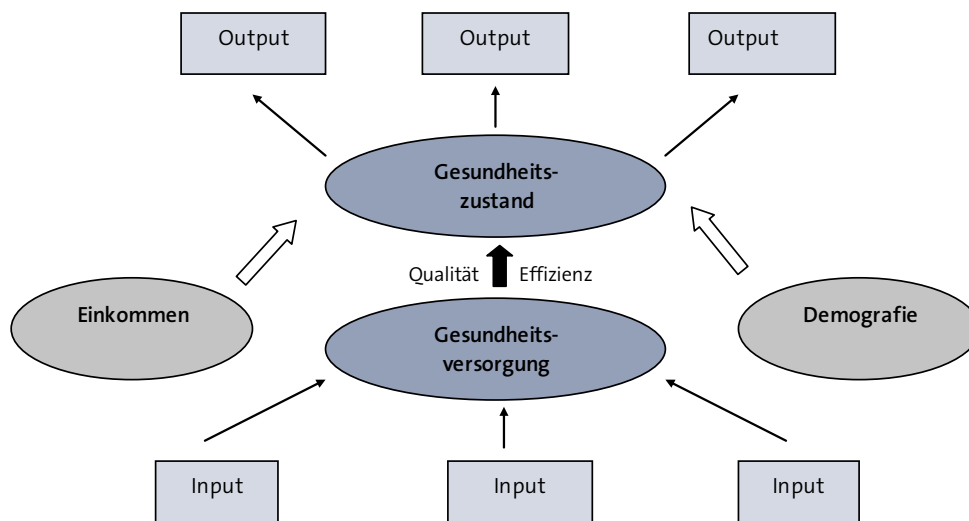 Output
Output
Output
Gesundheits-
zustand
Qualität
Effizienz
Einkommen
Demografie
Gesundheits-
versorgung
Input
Input
Input